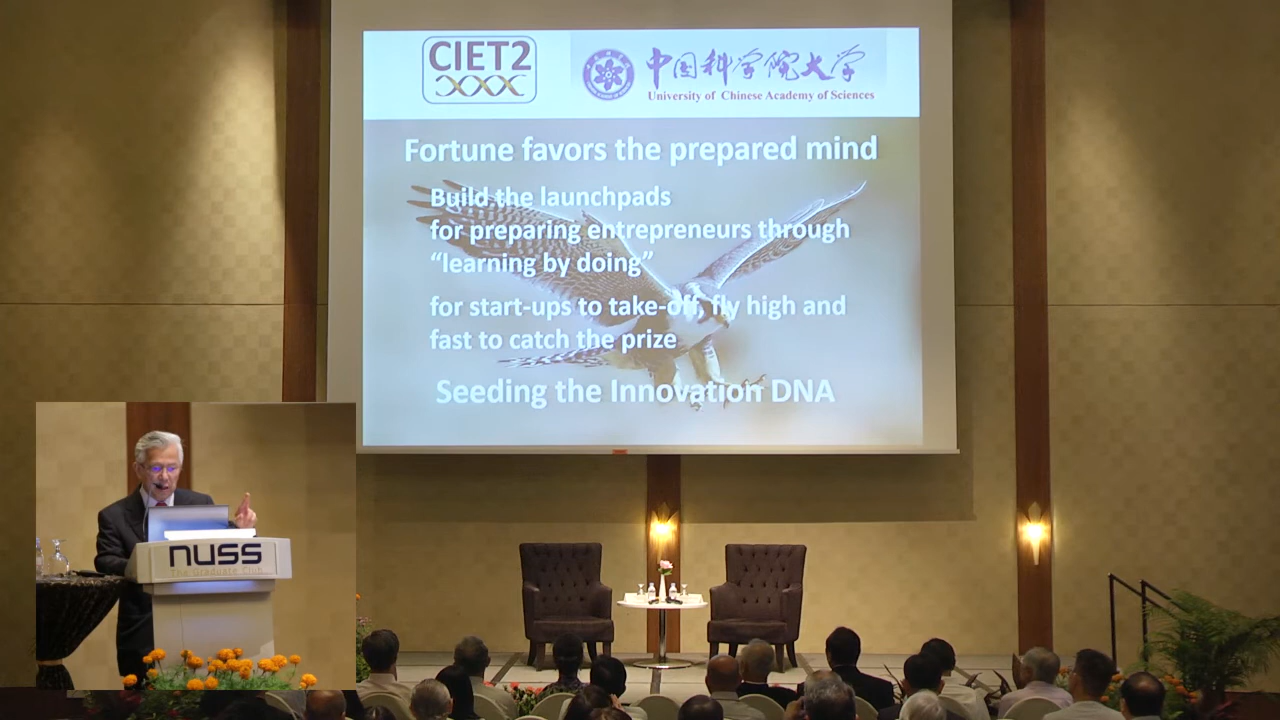 CIET2
中国科学院大学
University of Chinese Academy of Sciences
Fortune favors the prepared mind
Build the launchpads
for preparing entrepreneurs through
“learning by doing”
for start-ups to take-off, fly high and
fast to catch the prize
Seeding the Innovation DNA
nuss
The Graduate Club